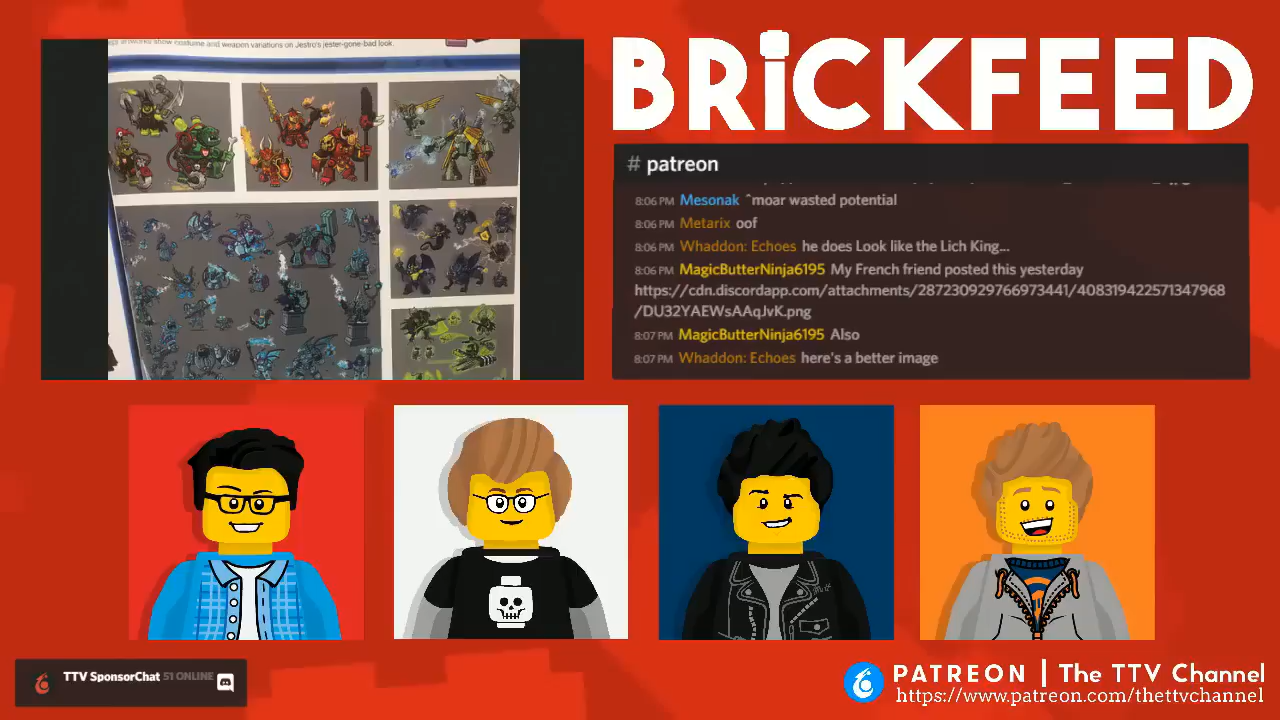 artworks show costume and weapon variations on Jestro's jester-gone-bad look.
BRiCKFEED
# patreon
8:06 PM Mesonak ^moar wasted potential
8:06 PM Metarix oof
8:06 PM Whaddon: Echoes he does Look like the Lich King...
8:06 PM MagicButterNinja6195 My French friend posted this yesterday
https://cdn.discordapp.com/attachments/287230929766973441/408319422571347968
/DU32YAEWsAAqJvK.png
8:07 PM MagicButterNinja6195 Also
8:07 PM Whaddon: Echoes here's a better image
TTV SponsorChat 51 ONLINE
PATREON | The TTV Channel
https://www.patreon.com/thettvchannel